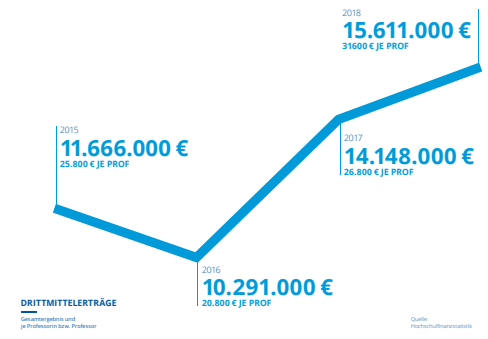 2018
15.611.000 €
31600 € JE PROF
2015
11.666.000 €
25.800 € JE PROF
2017
14.148.000 €
26.800 € JE PROF
2016
10.291.000 €
20.800 € JE PROF
DRITTMITTELERTRÄGE
Gesamtergebnis und
je Professorin bzw. Professor
Quelle:
Hochschulfinanzstatistik